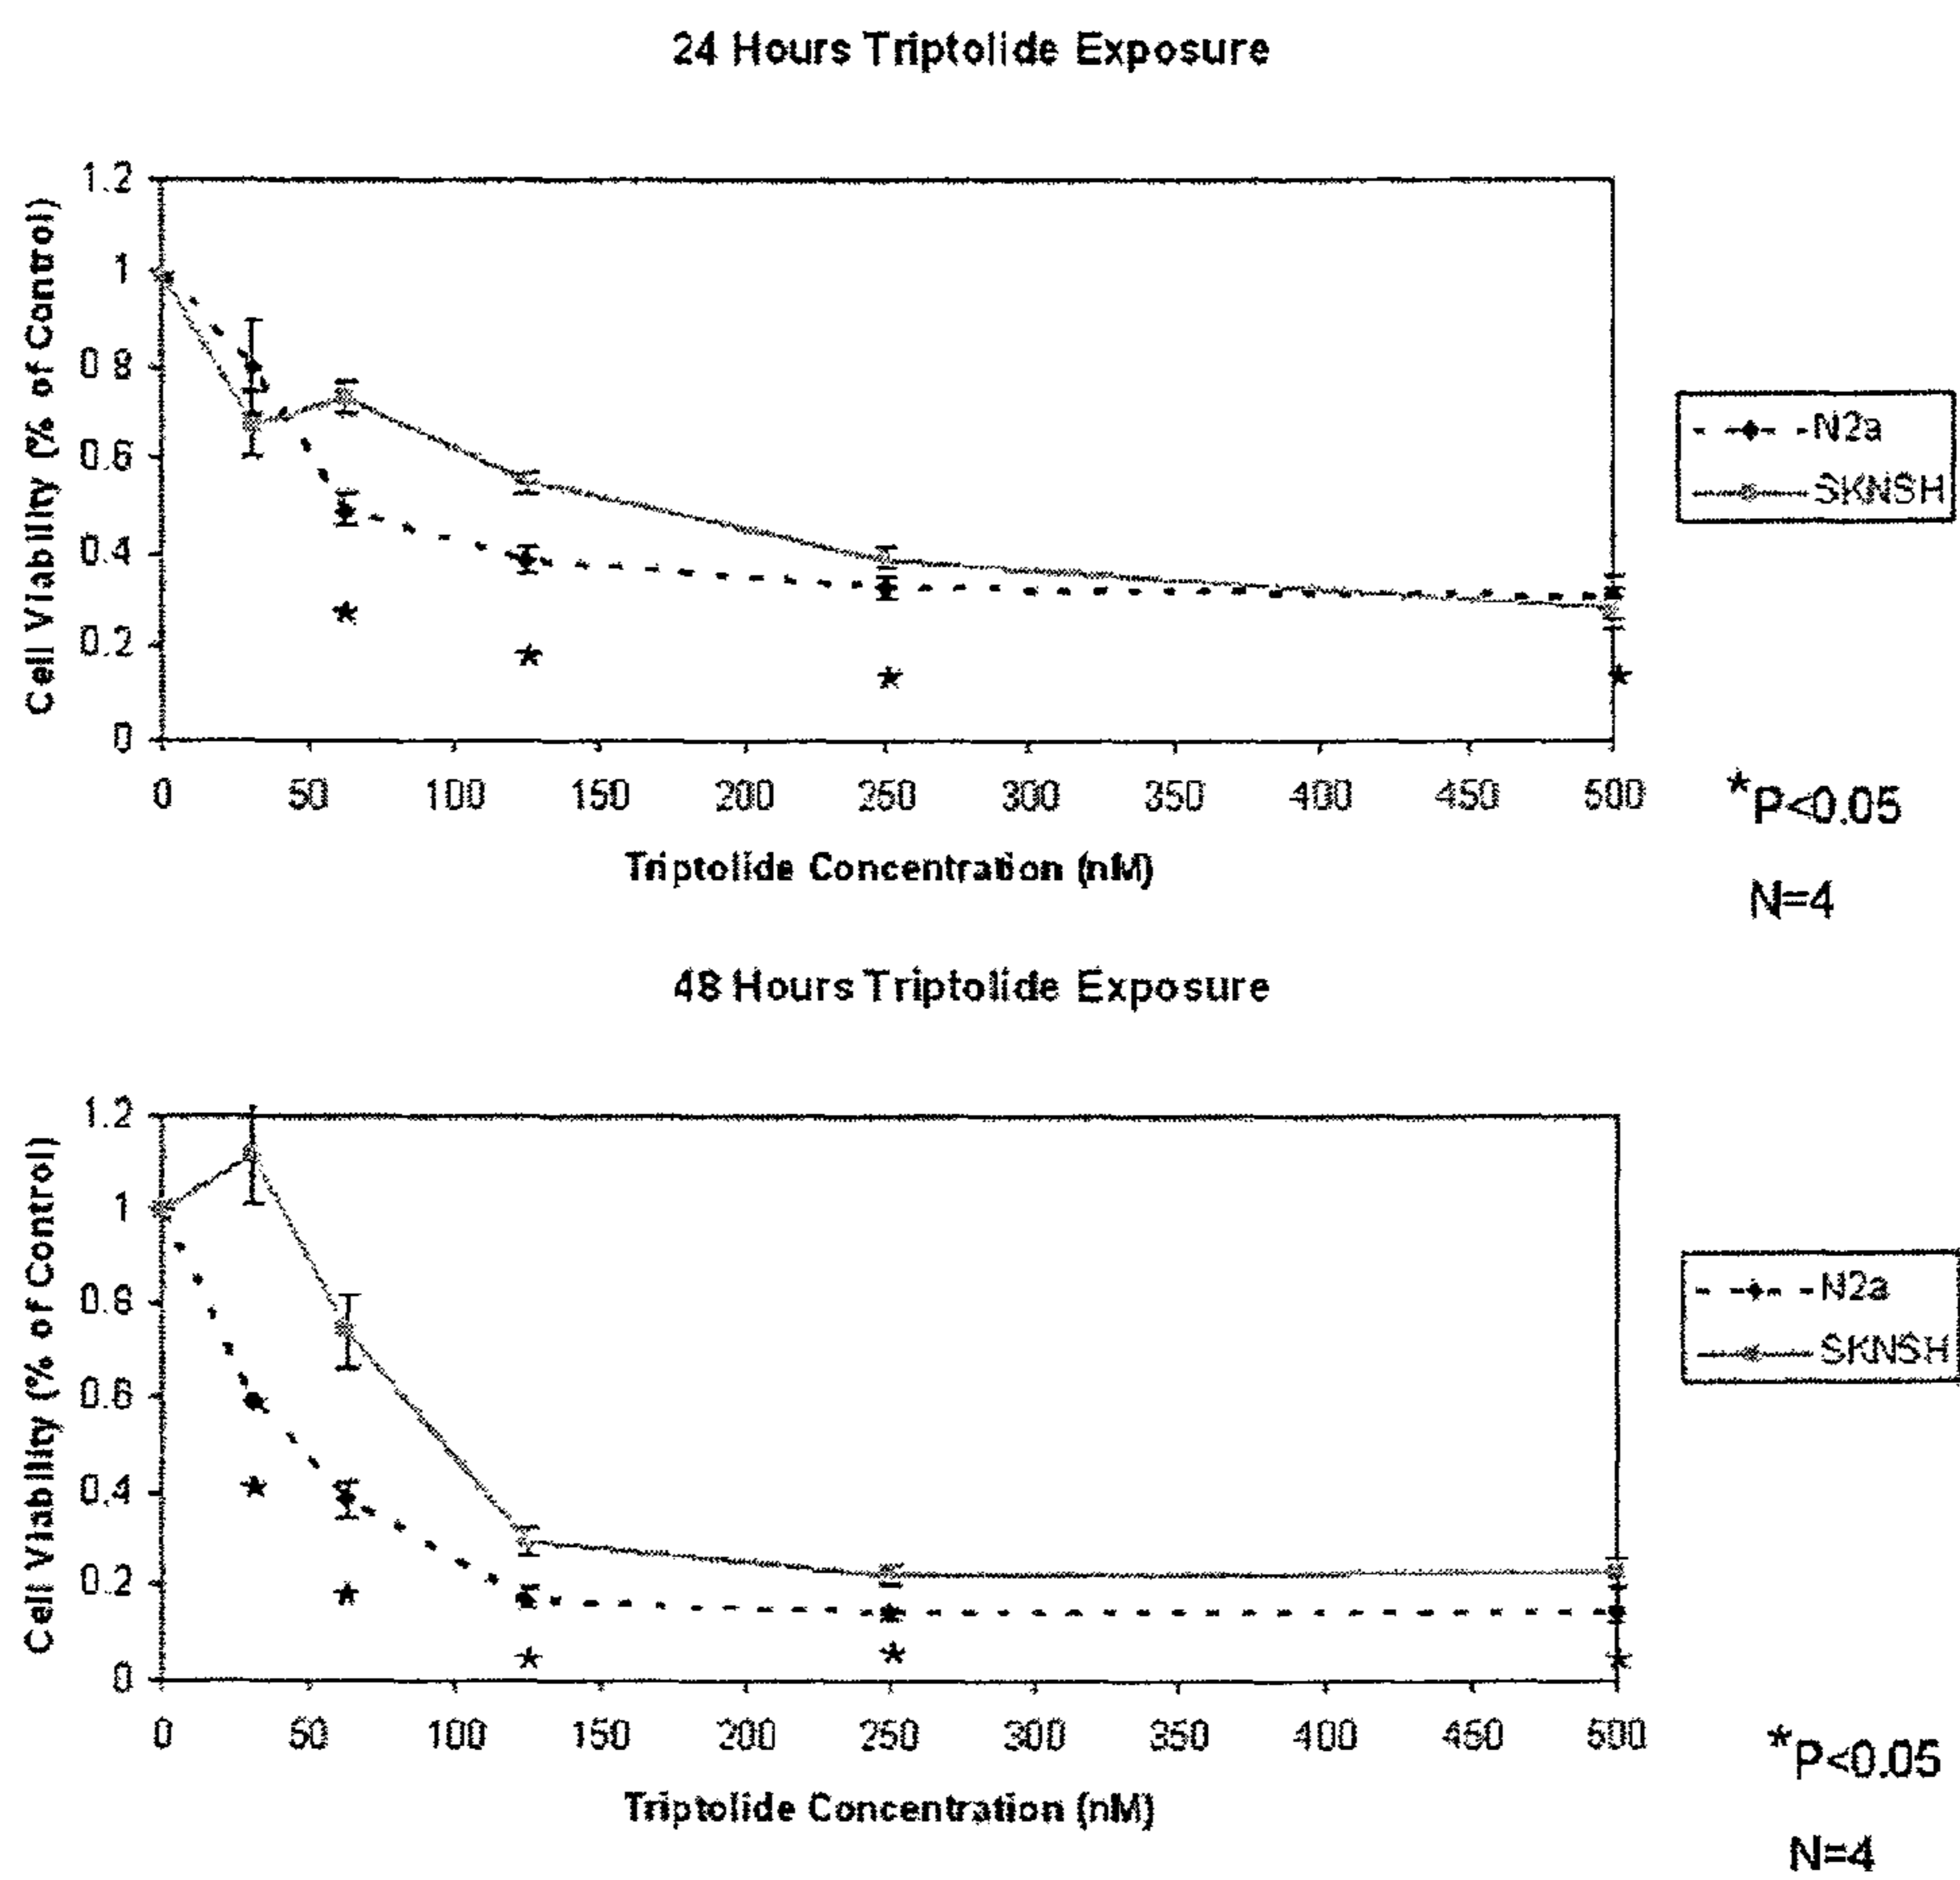 24 Hours Triptolide Exposure
Cell Viability (% of Control)
1.2
1
0.8
0.6
0.4
0.2
0
0 50 100 150 200 250 300 350 400 450 500
Triptolide Concentration (nM)
N2a
SKNSH
*P<0.05
N=4
48 Hours Triptolide Exposure
Cell Viability (% of Control)
1.2
1
0.8
0.6
0.4
0.2
0
0 50 100 150 200 250 300 350 400 450 500
Triptolide Concentration (nM)
N2a
SKNSH
*P<0.05
N=4